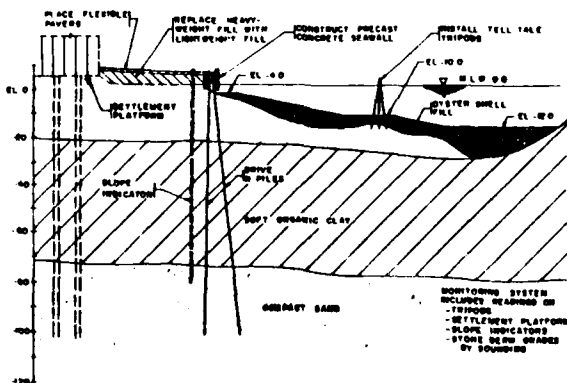 PLACE FLEXIBLE
PAVERS
REPLACE HEAVY-
WEIGHT FILL WITH
LIGHTWEIGHT FILL
CONSTRUCT PRECAST
CONCRETE SEAWALL
INSTALL TELL TALE
TRIPODS
EL -4.0
EL -10.0
M L W 0.0
EL 0
SETTLEMENT
PLATFORM
OYSTER SHELL
FILL
EL -12.0
-20
-40
-60
-80
-100
-120
SLOPE
INDICATORS
DRIVE
H PILES
SOFT ORGANIC CLAY
COMPACT SAND
MONITORING SYSTEM
INCLUDES READINGS ON
- TRIPODS
- SETTLEMENT PLATFORM
- SLOPE INDICATORS
- STONE BERM GRADES
BY SOUNDING